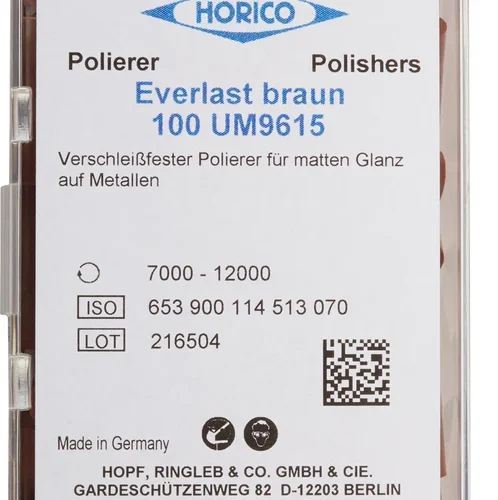 HORICO
Polierer
Polishers
Everlast braun
100 UM9615
Verschleißfester Polierer für matten Glanz
auf Metallen
7000 - 12000
ISO 653 900 114 513 070
LOT 216504
Made in Germany
HOPF, RINGLEB & CO. GMBH & CIE.
GARDESCHÜTZENWEG 82 D-12203 BERLIN